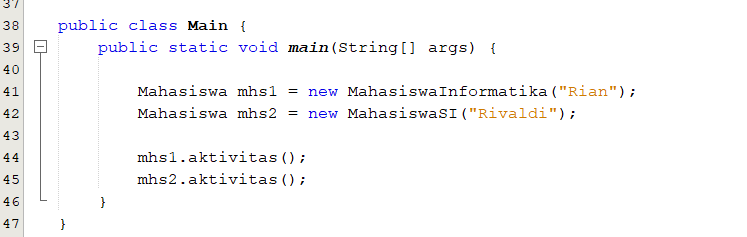 37
38 public class Main {
39 public static void main(String[] args) {
40
41 Mahasiswa mhs1 = new MahasiswaInformatika("Rian");
42 Mahasiswa mhs2 = new MahasiswaSI("Rivaldi");
43
44 mhs1.aktivitas();
45 mhs2.aktivitas();
46 }
47 }